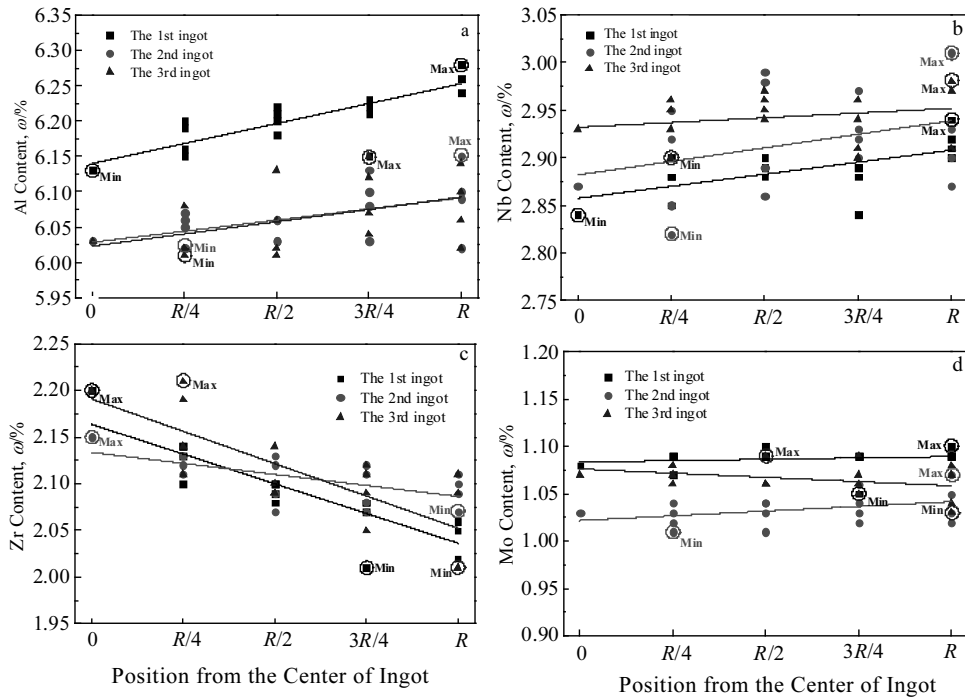 a
The 1st ingot
The 2nd ingot
The 3rd ingot
6.35
6.30
6.25
6.20
6.15
6.10
6.05
6.00
5.95
Al Content, ω/%
Min
Max
Max
Max
Min
Min
0
R/4
R/2
3R/4
R
b
The 1st ingot
The 2nd ingot
The 3rd ingot
3.05
3.00
2.95
2.90
2.85
2.80
2.75
Nb Content, ω/%
Max
Max
Max
Min
Min
Min
0
R/4
R/2
3R/4
R
c
The 1st ingot
The 2nd ingot
The 3rd ingot
2.25
2.20
2.15
2.10
2.05
2.00
1.95
Zr Content, ω/%
Max
Max
Max
Min
Min
Min
0
R/4
R/2
3R/4
R
Position from the Center of Ingot
d
The 1st ingot
The 2nd ingot
The 3rd ingot
1.20
1.15
1.10
1.05
1.00
0.95
0.90
Mo Content, ω/%
Max
Max
Max
Min
Min
Min
0
R/4
R/2
3R/4
R
Position from the Center of Ingot